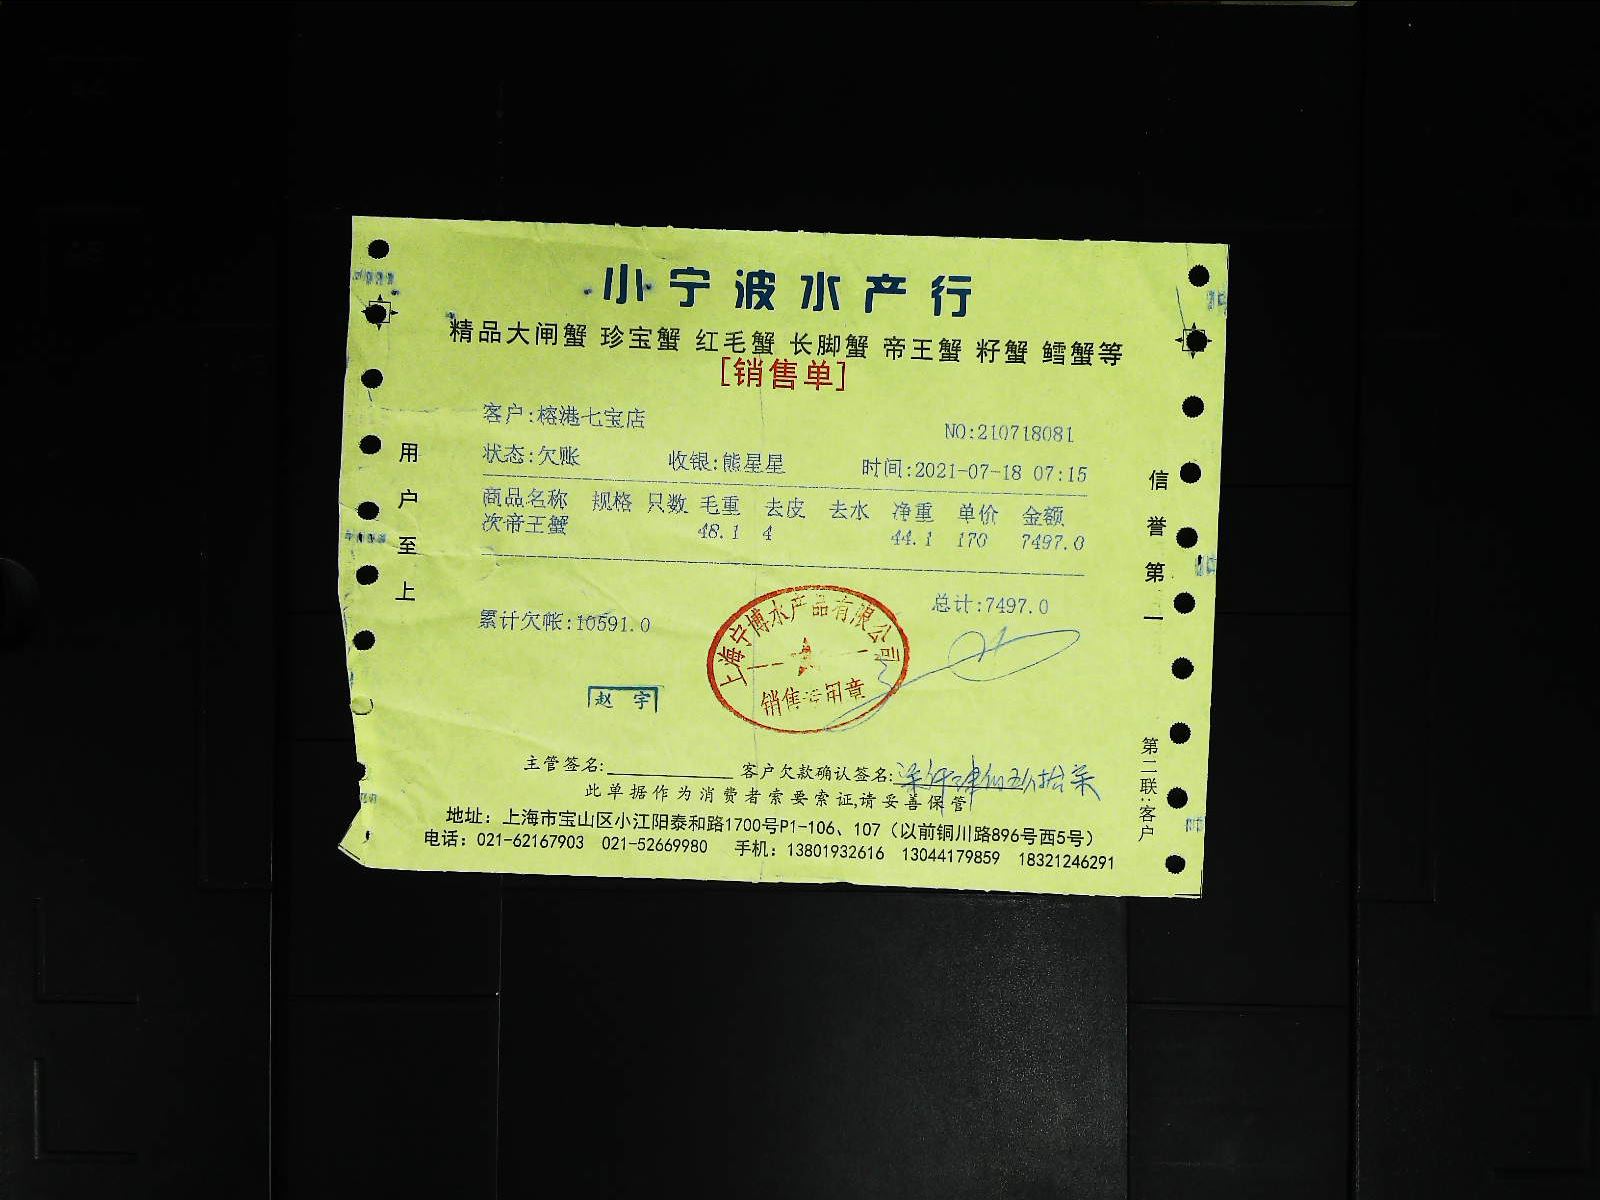 小宁波水产行
精品大闸蟹 珍宝蟹 红毛蟹 长脚蟹 帝王蟹 籽蟹 鳕蟹等
[销售单]
客户:榕港七宝店
NO:210718081
状态:欠账 收银:熊星星 时间:2021-07-18 07:15
商品名称 规格 只数 毛重 去皮 去水 净重 单价 金额
次帝王蟹 48.1 4 44.1 170 7497.0
总计:7497.0
累计欠帐:10591.0
上海宁博水产品有限公司
销售专用章
赵宇
主管签名: 客户欠款确认签名:
此单据作为消费者索要索证,请妥善保管
地址：上海市宝山区小江阳泰和路1700号P1-106、107（以前铜川路896号西5号）
电话：021-62167903 021-52669980 手机：13801932616 13044179859 18321246291
用户至上
信誉第一
第二联:客户